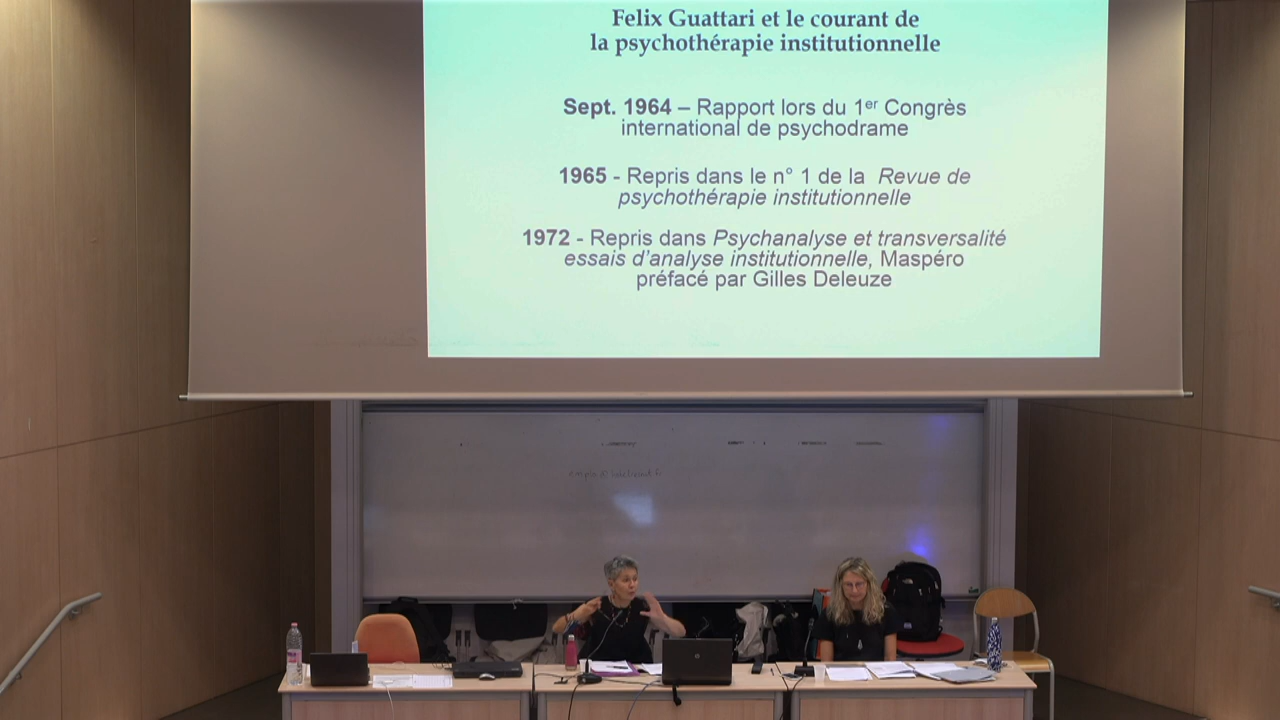 Felix Guattari et le courant de
la psychothérapie institutionnelle
Sept. 1964 – Rapport lors du 1er Congrès
international de psychodrame
1965 - Repris dans le n° 1 de la Revue de
psychothérapie institutionnelle
1972 - Repris dans Psychanalyse et transversalité
essais d'analyse institutionnelle, Maspéro
préfacé par Gilles Deleuze